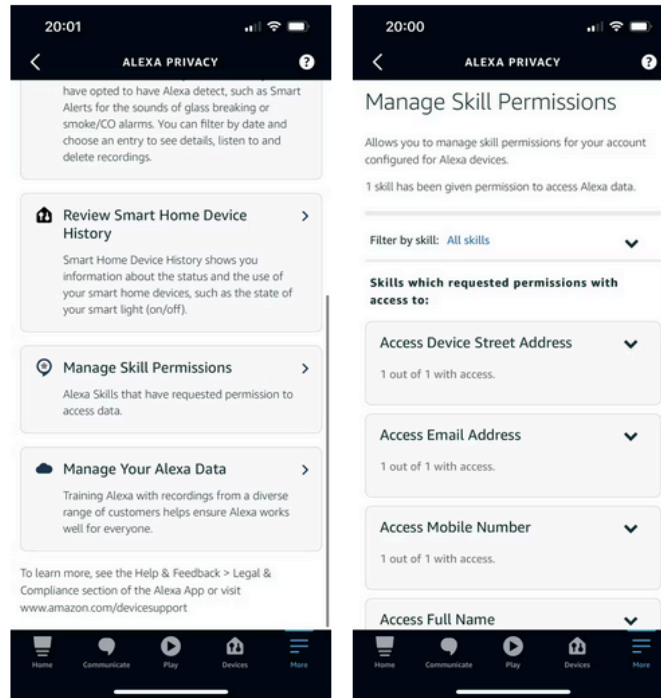 20:01
ALEXA PRIVACY
have opted to have Alexa detect, such as Smart
Alerts for the sounds of glass breaking or
smoke/CO alarms. You can filter by date and
choose an entry to see details, listen to and
delete recordings.
Review Smart Home Device
History
Smart Home Device History shows you
information about the status and the use of
your smart home devices, such as the state of
your smart light (on/off).
Manage Skill Permissions
Alexa Skills that have requested permission to
access data.
Manage Your Alexa Data
Training Alexa with recordings from a diverse
range of customers helps ensure Alexa works
well for everyone.
To learn more, see the Help & Feedback > Legal &
Compliance section of the Alexa App or visit
www.amazon.com/devicesupport
Home Communicate Play Devices More
20:00
ALEXA PRIVACY
Manage Skill Permissions
Allows you to manage skill permissions for your account
configured for Alexa devices.
1 skill has been given permission to access Alexa data.
Filter by skill: All skills
Skills which requested permissions with
access to:
Access Device Street Address
1 out of 1 with access.
Access Email Address
1 out of 1 with access.
Access Mobile Number
1 out of 1 with access.
Access Full Name
Home Communicate Play Devices More